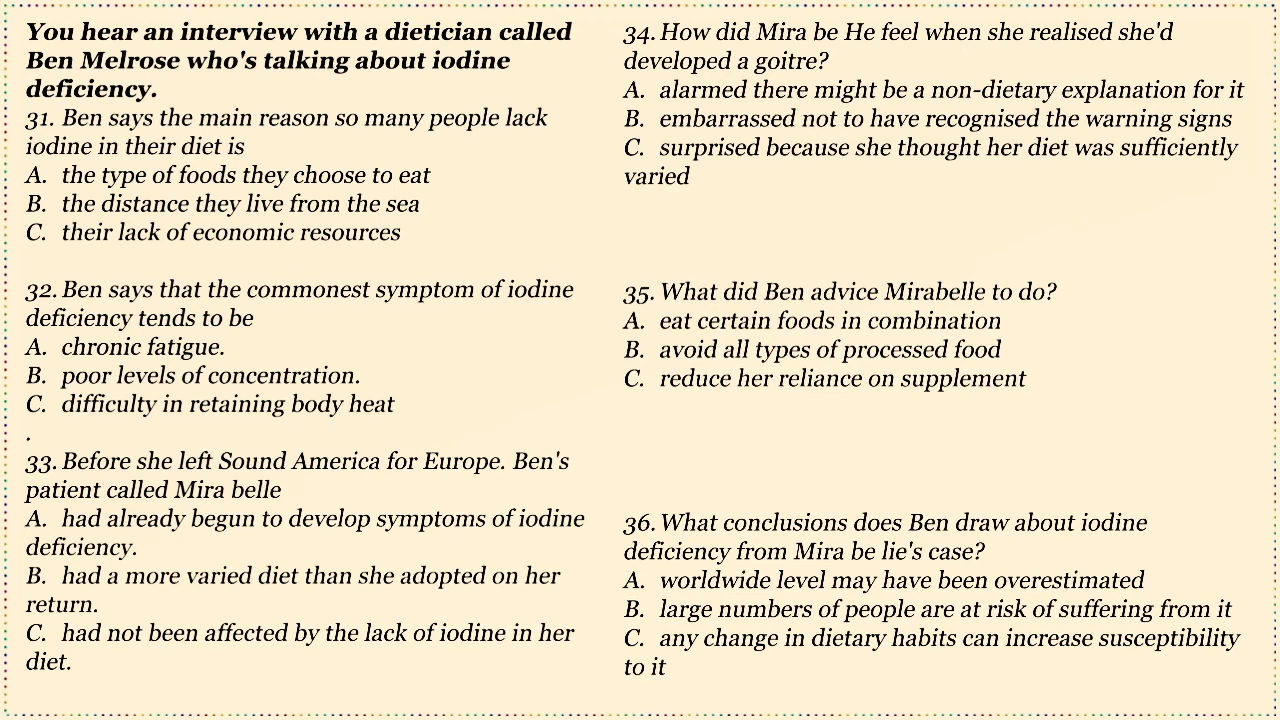 You hear an interview with a dietician called
Ben Melrose who's talking about iodine
deficiency.
31. Ben says the main reason so many people lack
iodine in their diet is
A. the type of foods they choose to eat
B. the distance they live from the sea
C. their lack of economic resources
32. Ben says that the commonest symptom of iodine
deficiency tends to be
A. chronic fatigue.
B. poor levels of concentration.
C. difficulty in retaining body heat
.
33. Before she left Sound America for Europe. Ben's
patient called Mira belle
A. had already begun to develop symptoms of iodine
deficiency.
B. had a more varied diet than she adopted on her
return.
C. had not been affected by the lack of iodine in her
diet.
34. How did Mira be He feel when she realised she'd
developed a goitre?
A. alarmed there might be a non-dietary explanation for it
B. embarrassed not to have recognised the warning signs
C. surprised because she thought her diet was sufficiently
varied
35. What did Ben advice Mirabelle to do?
A. eat certain foods in combination
B. avoid all types of processed food
C. reduce her reliance on supplement
36. What conclusions does Ben draw about iodine
deficiency from Mira be lie's case?
A. worldwide level may have been overestimated
B. large numbers of people are at risk of suffering from it
C. any change in dietary habits can increase susceptibility
to it